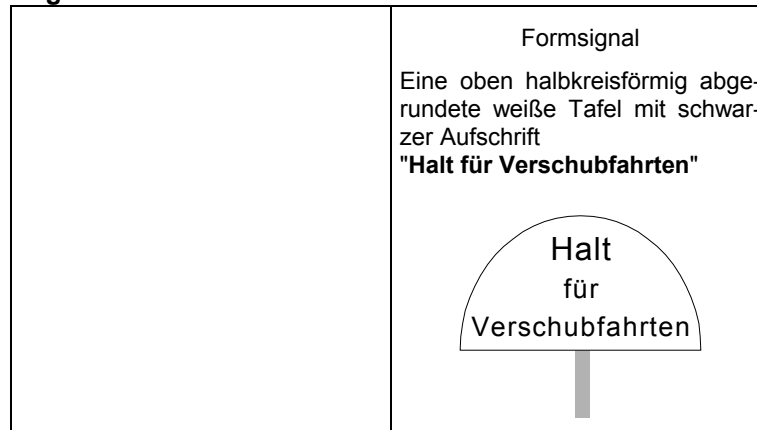 Formsignal
Eine oben halbkreisförmig abge-
rundete weiße Tafel mit schwar-
zer Aufschrift
"Halt für Verschubfahrten"
Halt
für
Verschubfahrten